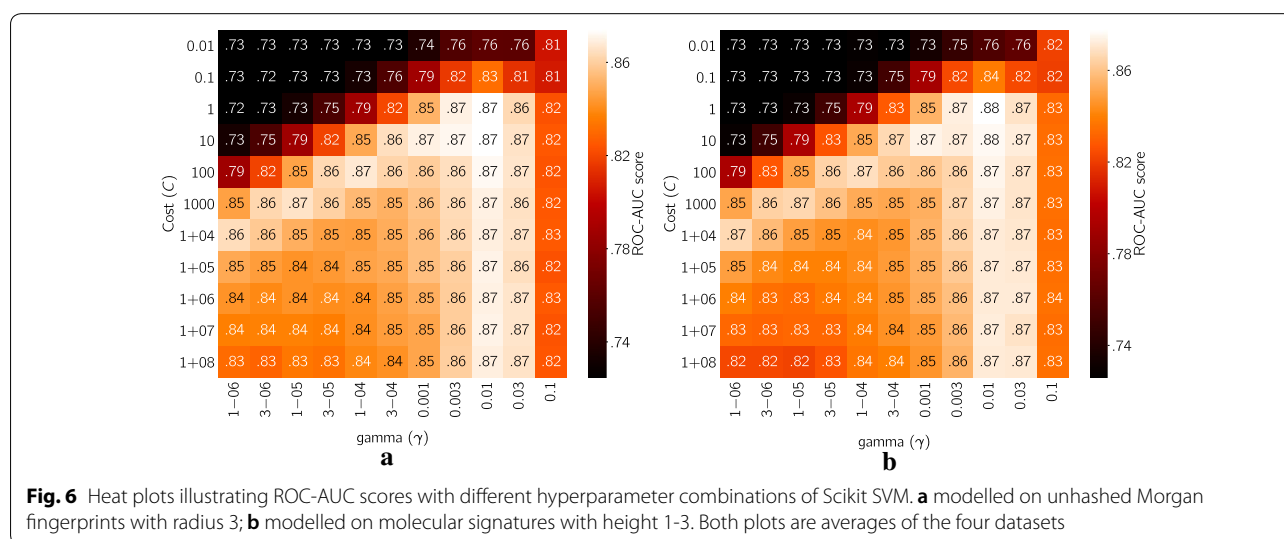 0.01 .73 .73 .73 .73 .73 .73 .74 .76 .76 .76 .81
0.1 .73 .72 .73 .73 .73 .76 .79 .82 .83 .81 .81
1 .72 .73 .73 .75 .79 .82 .85 .87 .87 .86 .82
10 .73 .75 .79 .82 .85 .86 .87 .87 .88 .87 .82
100 .79 .82 .85 .86 .87 .86 .86 .86 .87 .87 .82
1000 .85 .86 .87 .86 .85 .85 .86 .86 .87 .87 .82
1+04 .86 .86 .85 .85 .85 .85 .86 .86 .87 .87 .83
1+05 .85 .85 .84 .84 .85 .85 .85 .86 .87 .86 .82
1+06 .84 .84 .84 .84 .84 .85 .85 .86 .87 .87 .83
1+07 .84 .84 .84 .84 .84 .85 .85 .86 .87 .87 .82
1+08 .83 .83 .83 .83 .84 .84 .85 .86 .87 .87 .82
Cost (C)
1−06 3−06 1−05 3−05 1−04 3−04 0.001 0.003 0.01 0.03 0.1
gamma (γ)
.86
.82
.78
.74
ROC-AUC score
a
0.01 .73 .73 .73 .73 .73 .73 .73 .75 .76 .76 .82
0.1 .73 .73 .73 .73 .73 .75 .79 .82 .84 .82 .82
1 .73 .73 .73 .75 .79 .83 .85 .87 .88 .87 .83
10 .73 .75 .79 .83 .85 .87 .87 .87 .88 .87 .83
100 .79 .83 .85 .86 .87 .86 .86 .86 .87 .87 .83
1000 .85 .86 .87 .86 .85 .85 .85 .86 .87 .87 .83
1+04 .87 .86 .85 .85 .84 .85 .85 .86 .87 .87 .83
1+05 .85 .84 .84 .84 .84 .85 .85 .86 .87 .87 .83
1+06 .84 .83 .83 .84 .84 .85 .85 .86 .87 .87 .84
1+07 .83 .83 .83 .83 .84 .84 .85 .86 .87 .87 .83
1+08 .82 .82 .82 .83 .84 .84 .85 .86 .87 .87 .83
Cost (C)
1−06 3−06 1−05 3−05 1−04 3−04 0.001 0.003 0.01 0.03 0.1
gamma (γ)
.86
.82
.78
.74
ROC-AUC score
b
Fig. 6 Heat plots illustrating ROC-AUC scores with different hyperparameter combinations of Scikit SVM. a modelled on unhashed Morgan
fingerprints with radius 3; b modelled on molecular signatures with height 1-3. Both plots are averages of the four datasets